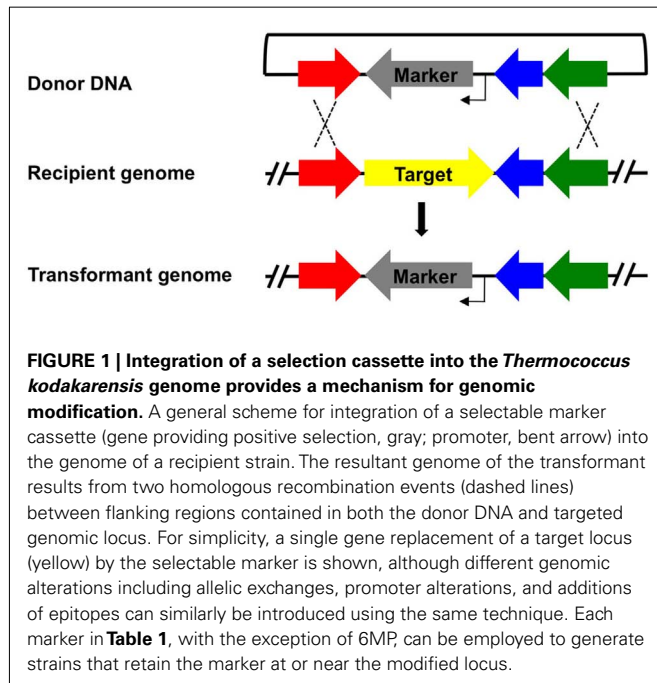 Donor DNA
Marker
Recipient genome
Target
Transformant genome
Marker
FIGURE 1 | Integration of a selection cassette into the Thermococcus
kodakarensis genome provides a mechanism for genomic
modification. A general scheme for integration of a selectable marker
cassette (gene providing positive selection, gray; promoter, bent arrow) into
the genome of a recipient strain. The resultant genome of the transformant
results from two homologous recombination events (dashed lines)
between flanking regions contained in both the donor DNA and targeted
genomic locus. For simplicity, a single gene replacement of a target locus
(yellow) by the selectable marker is shown, although different genomic
alterations including allelic exchanges, promoter alterations, and additions
of epitopes can similarly be introduced using the same technique. Each
marker in Table 1, with the exception of 6MP, can be employed to generate
strains that retain the marker at or near the modified locus.